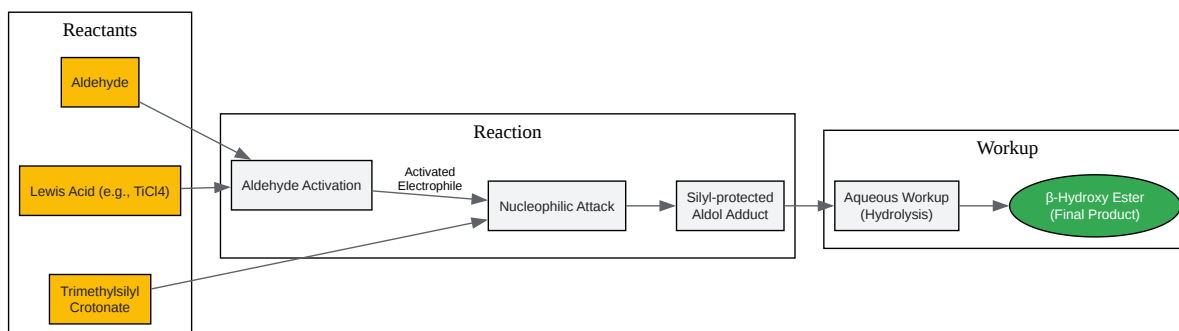 Reactants
Aldehyde
Lewis Acid (e.g., TiCl4)
Trimethylsilyl
Crotonate
Reaction
Aldehyde Activation
Activated
Electrophile
Nucleophilic Attack
Silyl-protected
Aldol Adduct
Workup
Aqueous Workup
(Hydrolysis)
β-Hydroxy Ester
(Final Product)